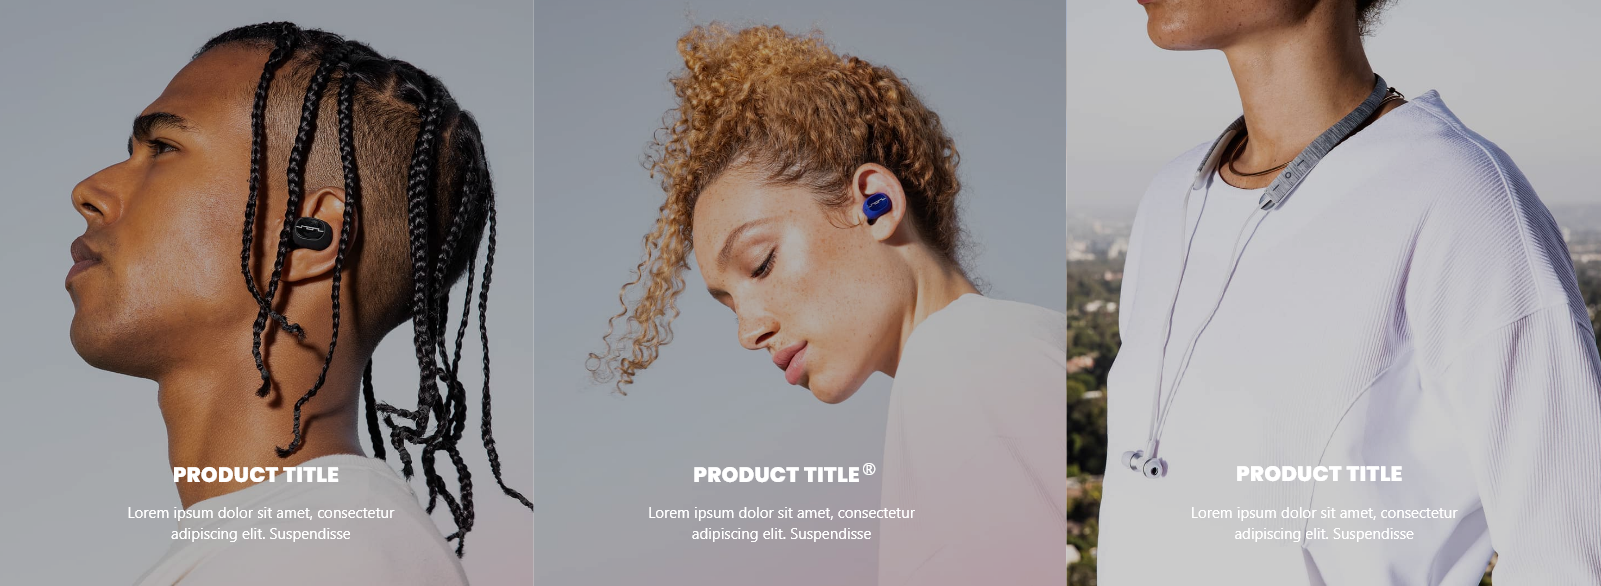 PRODUCT TITLE
Lorem ipsum dolor sit amet, consectetur
adipiscing elit. Suspendisse
PRODUCT TITLE®
Lorem ipsum dolor sit amet, consectetur
adipiscing elit. Suspendisse
PRODUCT TITLE
Lorem ipsum dolor sit amet, consectetur
adipiscing elit. Suspendisse